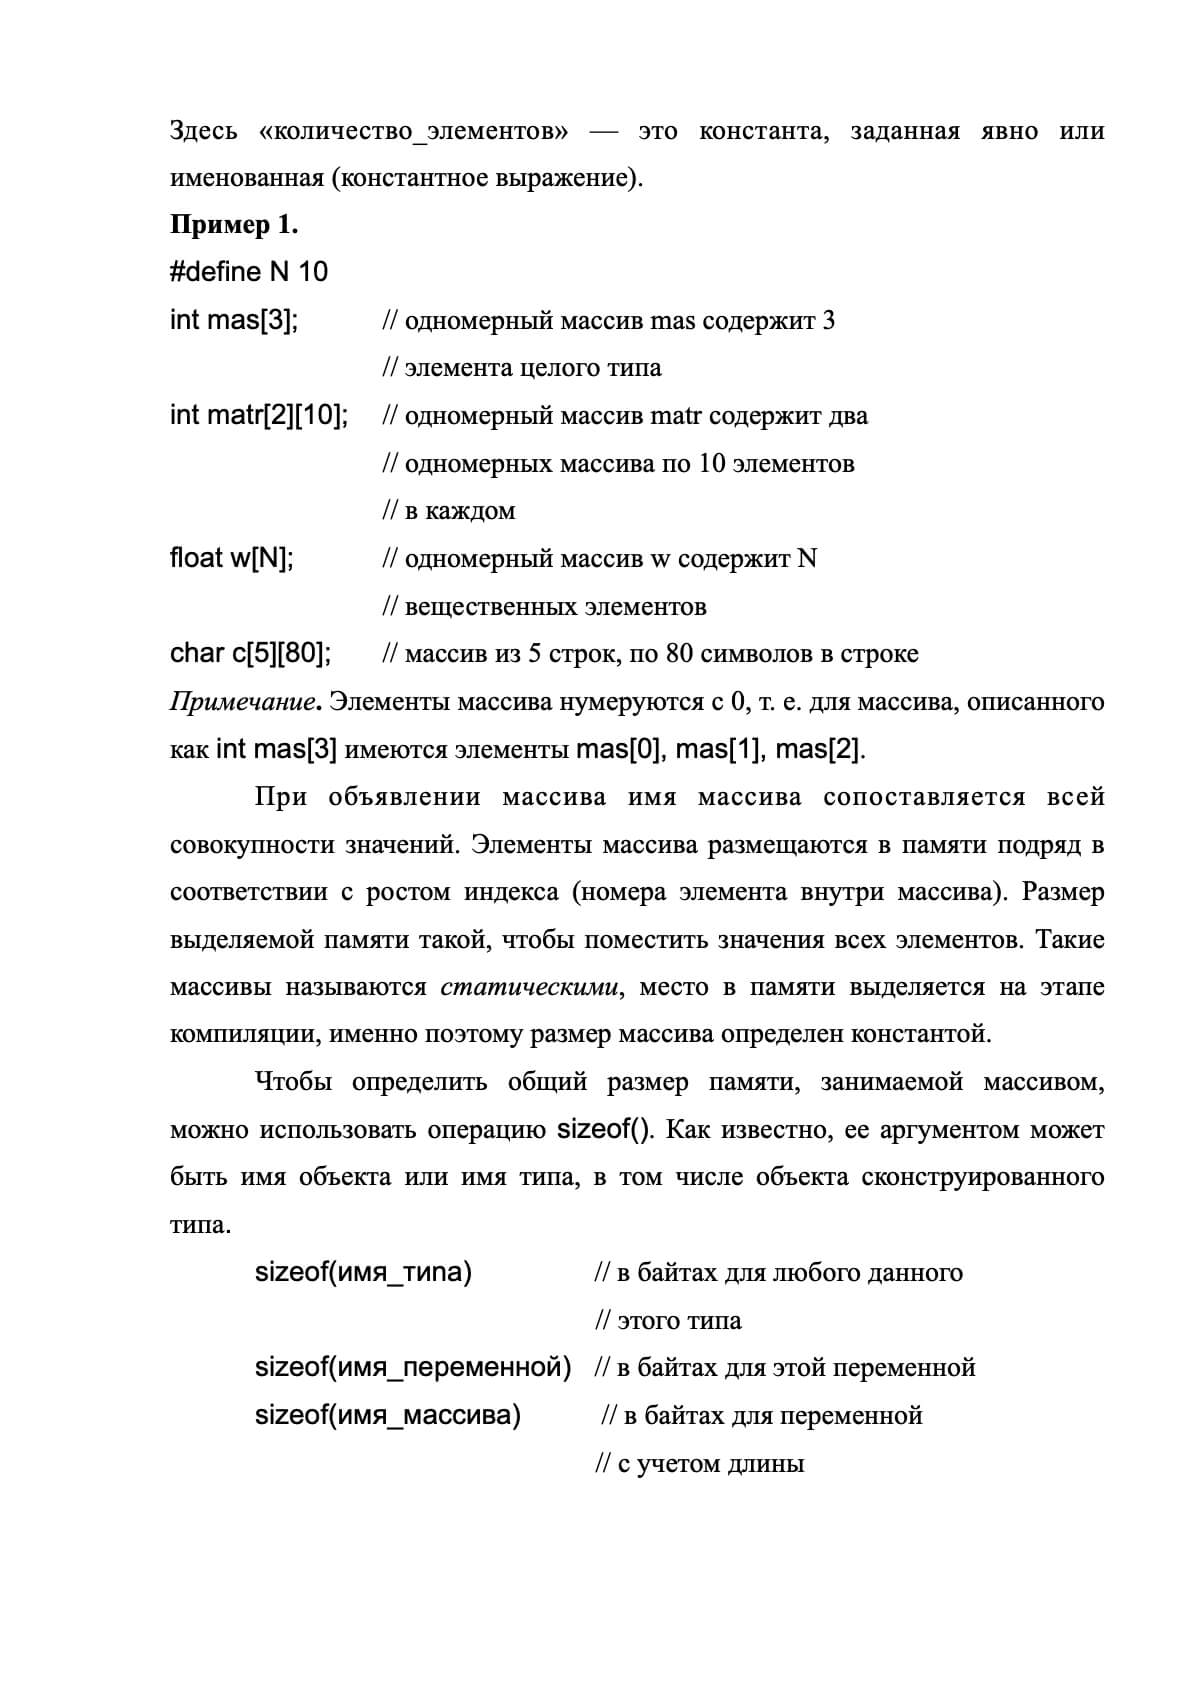 Здесь «количество_элементов» — это константа, заданная явно или
именованная (константное выражение).
Пример 1.
#define N 10
int mas[3]; // одномерный массив mas содержит 3
// элемента целого типа
int matr[2][10]; // одномерный массив matr содержит два
// одномерных массива по 10 элементов
// в каждом
float w[N]; // одномерный массив w содержит N
// вещественных элементов
char c[5][80]; // массив из 5 строк, по 80 символов в строке
Примечание. Элементы массива нумеруются с 0, т. е. для массива, описанного
как int mas[3] имеются элементы mas[0], mas[1], mas[2].
При объявлении массива имя массива сопоставляется всей
совокупности значений. Элементы массива размещаются в памяти подряд в
соответствии с ростом индекса (номера элемента внутри массива). Размер
выделяемой памяти такой, чтобы поместить значения всех элементов. Такие
массивы называются статическими, место в памяти выделяется на этапе
компиляции, именно поэтому размер массива определен константой.
Чтобы определить общий размер памяти, занимаемой массивом,
можно использовать операцию sizeof(). Как известно, ее аргументом может
быть имя объекта или имя типа, в том числе объекта сконструированного
типа.
sizeof(имя_типа) // в байтах для любого данного
// этого типа
sizeof(имя_переменной) // в байтах для этой переменной
sizeof(имя_массива) // в байтах для переменной
// с учетом длины